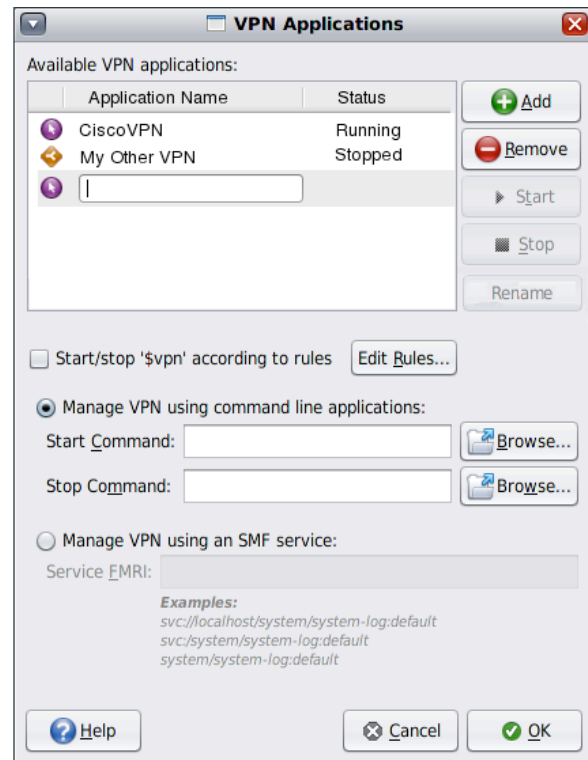 VPN Applications
Available VPN applications:
Application Name Status
CiscoVPN Running
My Other VPN Stopped
Add
Remove
Start
Stop
Rename
Start/stop '$vpn' according to rules Edit Rules...
Manage VPN using command line applications:
Start Command: Browse...
Stop Command: Browse...
Manage VPN using an SMF service:
Service FMRI:
Examples:
svc://localhost/system/system-log:default
svc:/system/system-log:default
system/system-log:default
Help Cancel OK